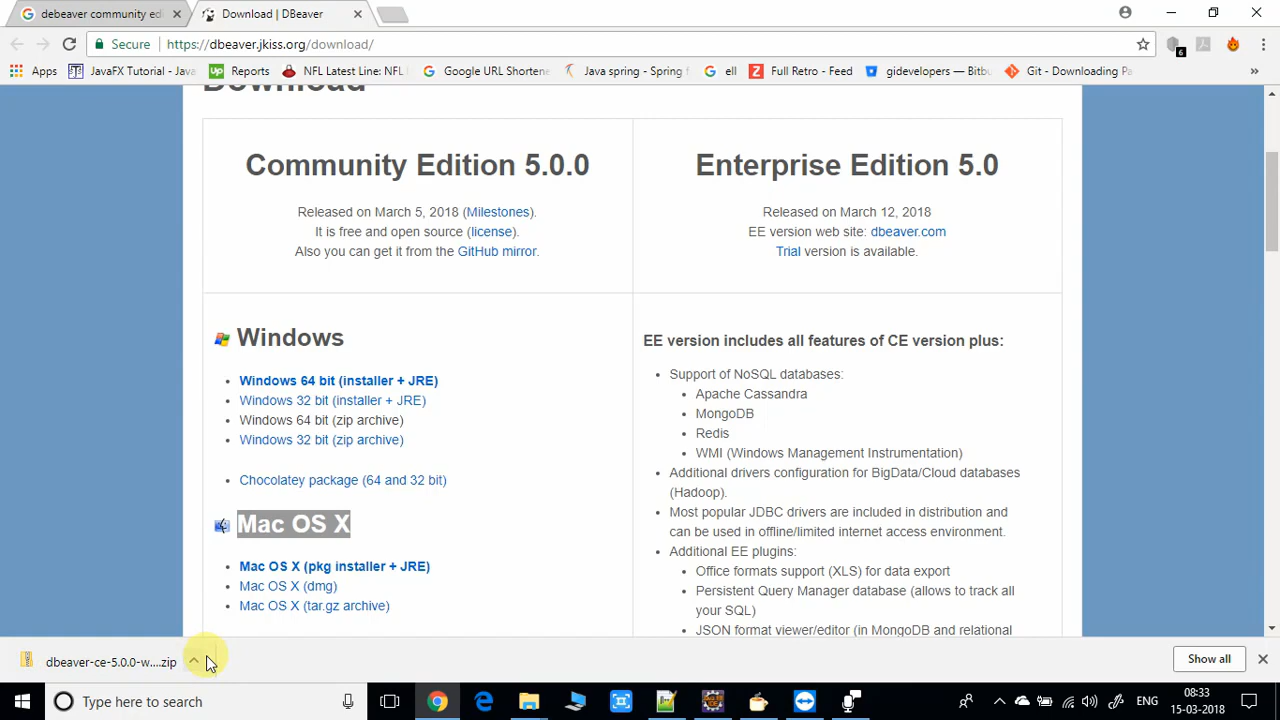 debeaver community ed
Download | DBeaver
Secure
https://dbeaver.jkiss.org/download/
6
Apps
JavaFX Tutorial - Java
Up Reports
NFL Latest Line: NFL
Google URL Shortene
Java spring - Spring f
ell
Z Full Retro - Feed
gidevelopers — Bitbu
Git - Downloading Pa
»
Download
Community Edition 5.0.0
Released on March 5, 2018 (Milestones).
It is free and open source (license).
Also you can get it from the GitHub mirror.
Enterprise Edition 5.0
Released on March 12, 2018
EE version web site: dbeaver.com
Trial version is available.
Windows
• Windows 64 bit (installer + JRE)
• Windows 32 bit (installer + JRE)
• Windows 64 bit (zip archive)
• Windows 32 bit (zip archive)
• Chocolatey package (64 and 32 bit)
Mac OS X
• Mac OS X (pkg installer + JRE)
• Mac OS X (dmg)
• Mac OS X (tar.gz archive)
EE version includes all features of CE version plus:
• Support of NoSQL databases:
• Apache Cassandra
• MongoDB
• Redis
• WMI (Windows Management Instrumentation)
• Additional drivers configuration for BigData/Cloud databases
(Hadoop).
• Most popular JDBC drivers are included in distribution and
can be used in offline/limited internet access environment.
• Additional EE plugins:
• Office formats support (XLS) for data export
• Persistent Query Manager database (allows to track all
your SQL)
• JSON format viewer/editor (in MongoDB and relational
dbeaver-ce-5.0.0-w....zip
Show all
Type here to search
ENG
08:33
15-03-2018